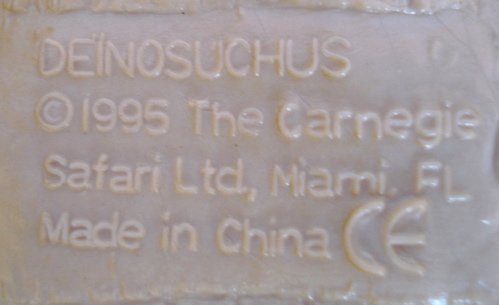 DEINOSUCHUS
©1995 The Carnegie
Safari Ltd, Miami, FL
Made in China CE